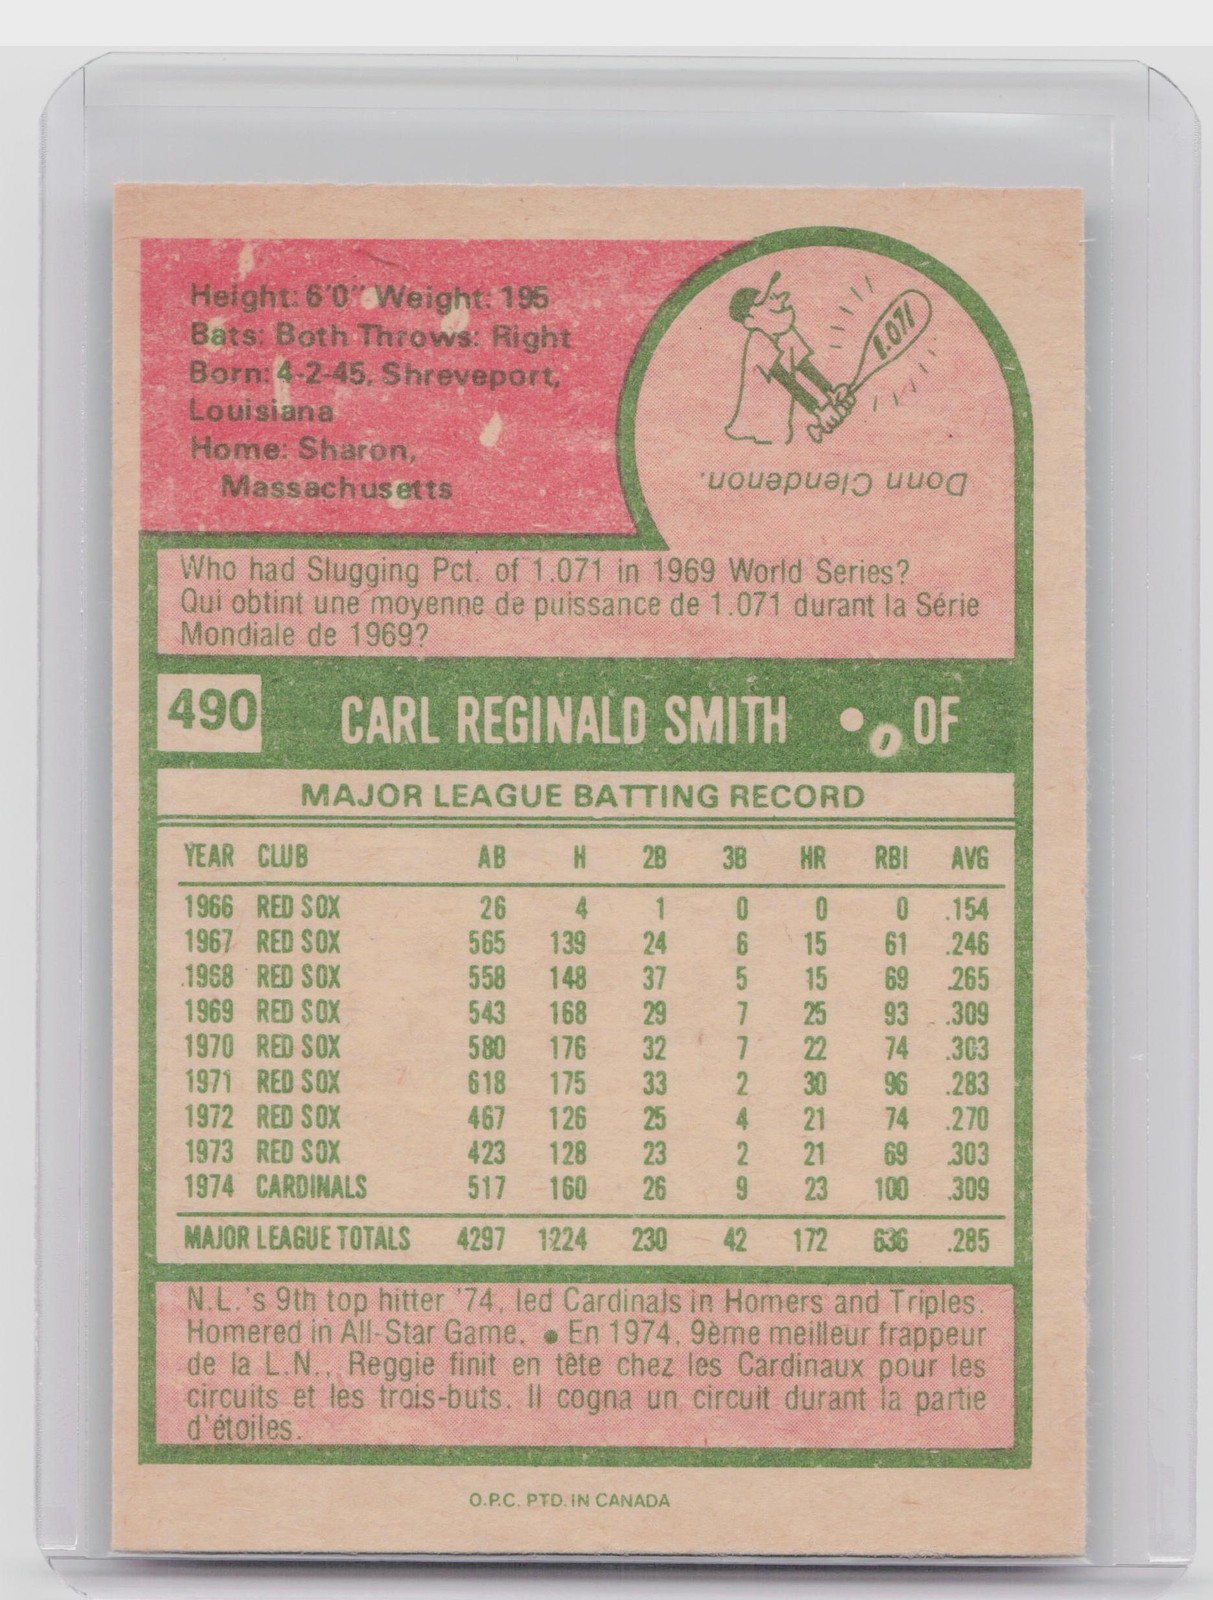 Height: 6'0" Weight: 195
Bats: Both Throws: Right
Born: 4-2-45, Shreveport,
Louisiana
Home: Sharon,
Massachusetts
1.071
Donn Clendenon.
Who had Slugging Pct. of 1.071 in 1969 World Series?
Qui obtint une moyenne de puissance de 1.071 durant la Série
Mondiale de 1969?
490 CARL REGINALD SMITH • OF
MAJOR LEAGUE BATTING RECORD
YEAR CLUB AB H 2B 3B HR RBI AVG
1966 RED SOX 26 4 1 0 0 0 .154
1967 RED SOX 565 139 24 6 15 61 .246
1968 RED SOX 558 148 37 5 15 69 .265
1969 RED SOX 543 168 29 7 25 93 .309
1970 RED SOX 580 176 32 7 22 74 .303
1971 RED SOX 618 175 33 2 30 96 .283
1972 RED SOX 467 126 25 4 21 74 .270
1973 RED SOX 423 128 23 2 21 69 .303
1974 CARDINALS 517 160 26 9 23 100 .309
MAJOR LEAGUE TOTALS 4297 1224 230 42 172 636 .285
N.L.'s 9th top hitter '74, led Cardinals in Homers and Triples.
Homered in All-Star Game. • En 1974, 9ème meilleur frappeur
de la L.N., Reggie finit en tête chez les Cardinaux pour les
circuits et les trois-buts. Il cogna un circuit durant la partie
d'étoiles.
O.P.C. PTD. IN CANADA